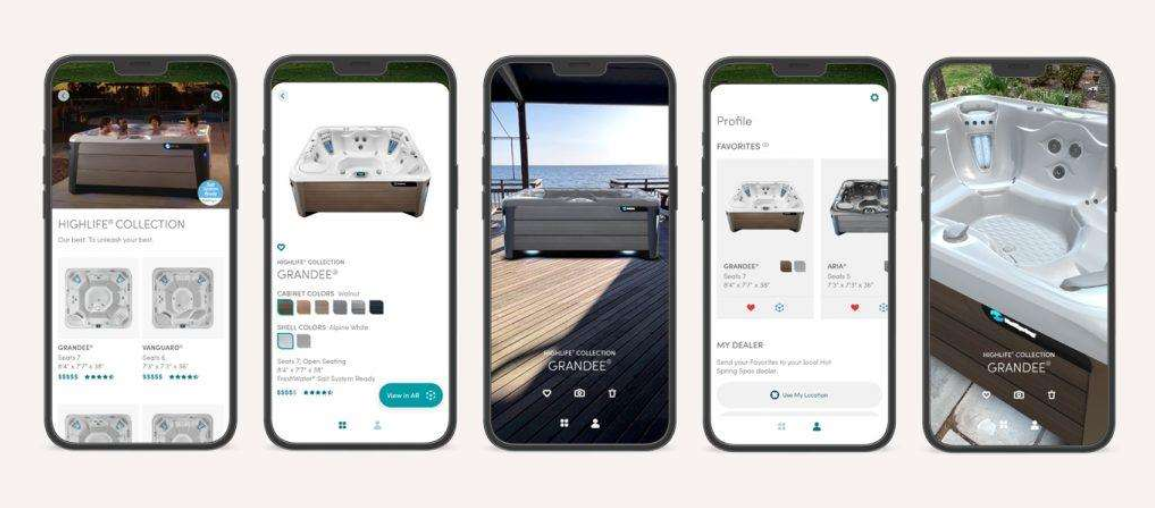 HIGHLIFE® COLLECTION
Our best. To unleash your best.
GRANDEE®
Seats 7
8'4" x 7'7" x 38"
$$$$$ ★★★★★
VANGUARD®
Seats 6
7'3" x 7'3" x 36"
$$$$$ ★★★★★
HIGHLIFE® COLLECTION
GRANDEE®
CABINET COLORS Walnut
SHELL COLORS Alpine White
Seats 7, Open Seating
8'4" x 7'7" x 38"
FreshWater® Salt System Ready
$$$$$ ★★★★★
View in AR
HIGHLIFE® COLLECTION
GRANDEE®
Profile
FAVORITES
GRANDEE®
Seats 7
8'4" x 7'7" x 38"
ARIA®
Seats 5
7'3" x 7'3" x 36"
MY DEALER
Send your Favorites to your local Hot
Spring Spas dealer.
Use My Location
HIGHLIFE® COLLECTION
GRANDEE®